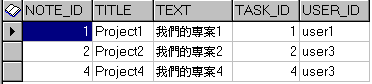 NOTE_ID TITLE TEXT TASK_ID USER_ID
1 Project1 我們的專案1 1 user1
2 Project2 我們的專案2 2 user3
4 Project4 我們的專案4 4 user3